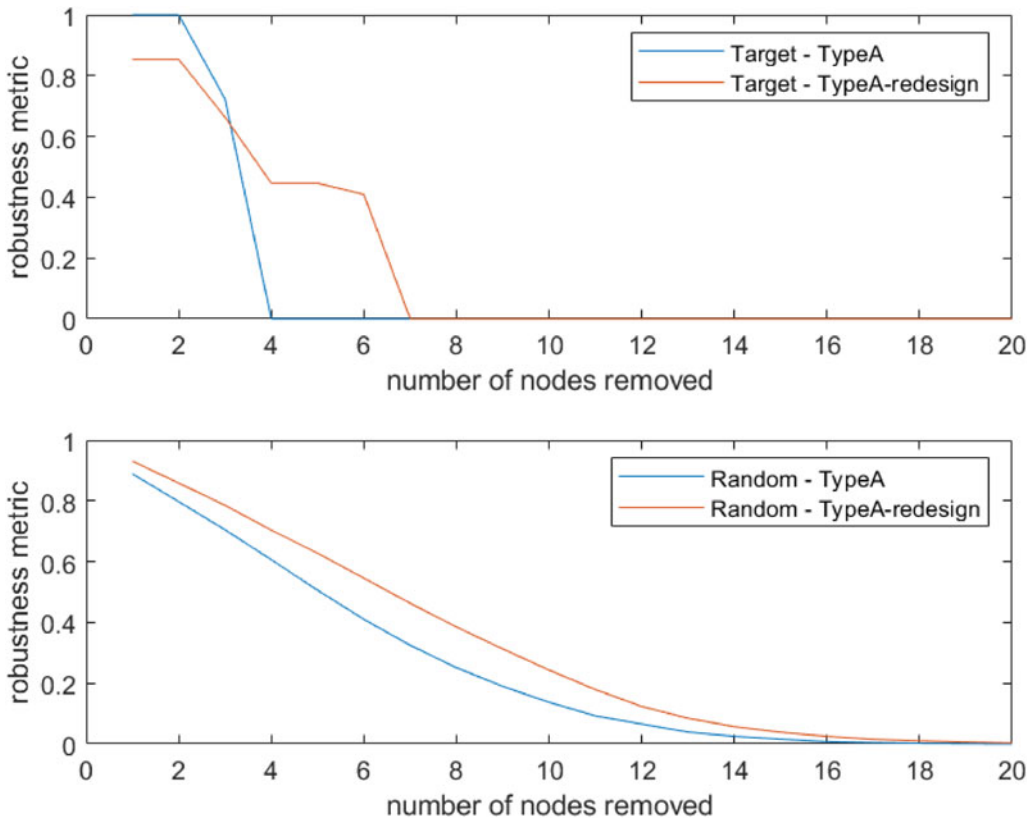 robustness metric
1
0.8
0.6
0.4
0.2
0
Target - TypeA
Target - TypeA-redesign
0 2 4 6 8 10 12 14 16 18 20
number of nodes removed
robustness metric
1
0.8
0.6
0.4
0.2
0
Random - TypeA
Random - TypeA-redesign
0 2 4 6 8 10 12 14 16 18 20
number of nodes removed